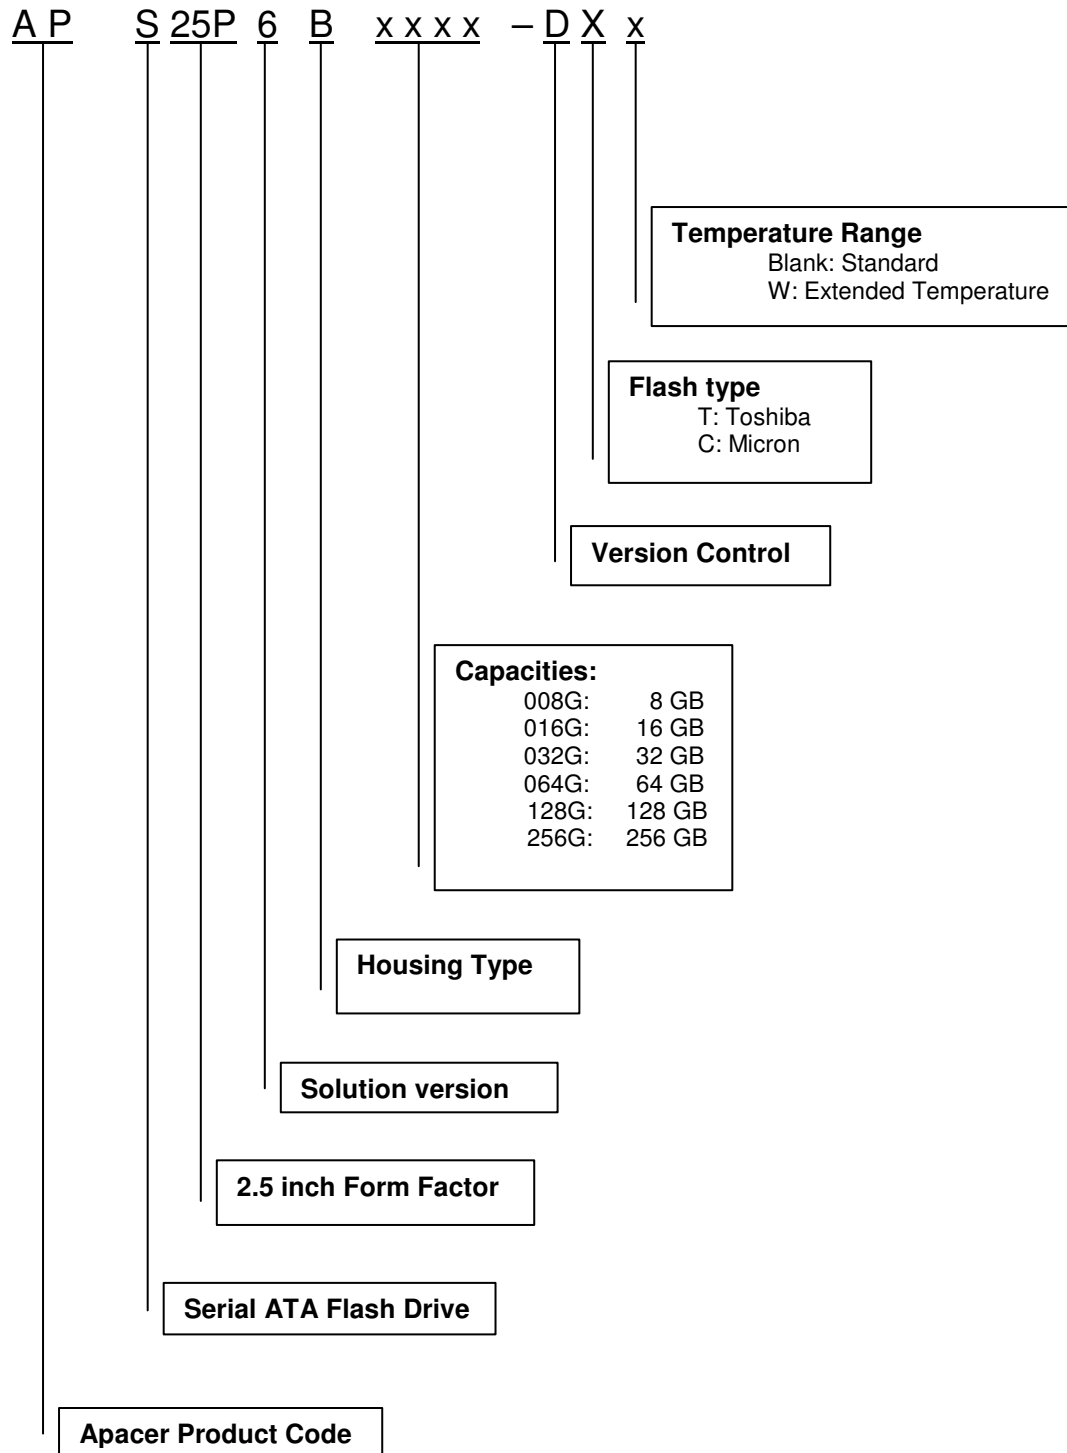 A P S 25P 6 B x x x x – D X x
Temperature Range
Blank: Standard
W: Extended Temperature
Flash type
T: Toshiba
C: Micron
Version Control
Capacities:
008G: 8 GB
016G: 16 GB
032G: 32 GB
064G: 64 GB
128G: 128 GB
256G: 256 GB
Housing Type
Solution version
2.5 inch Form Factor
Serial ATA Flash Drive
Apacer Product Code